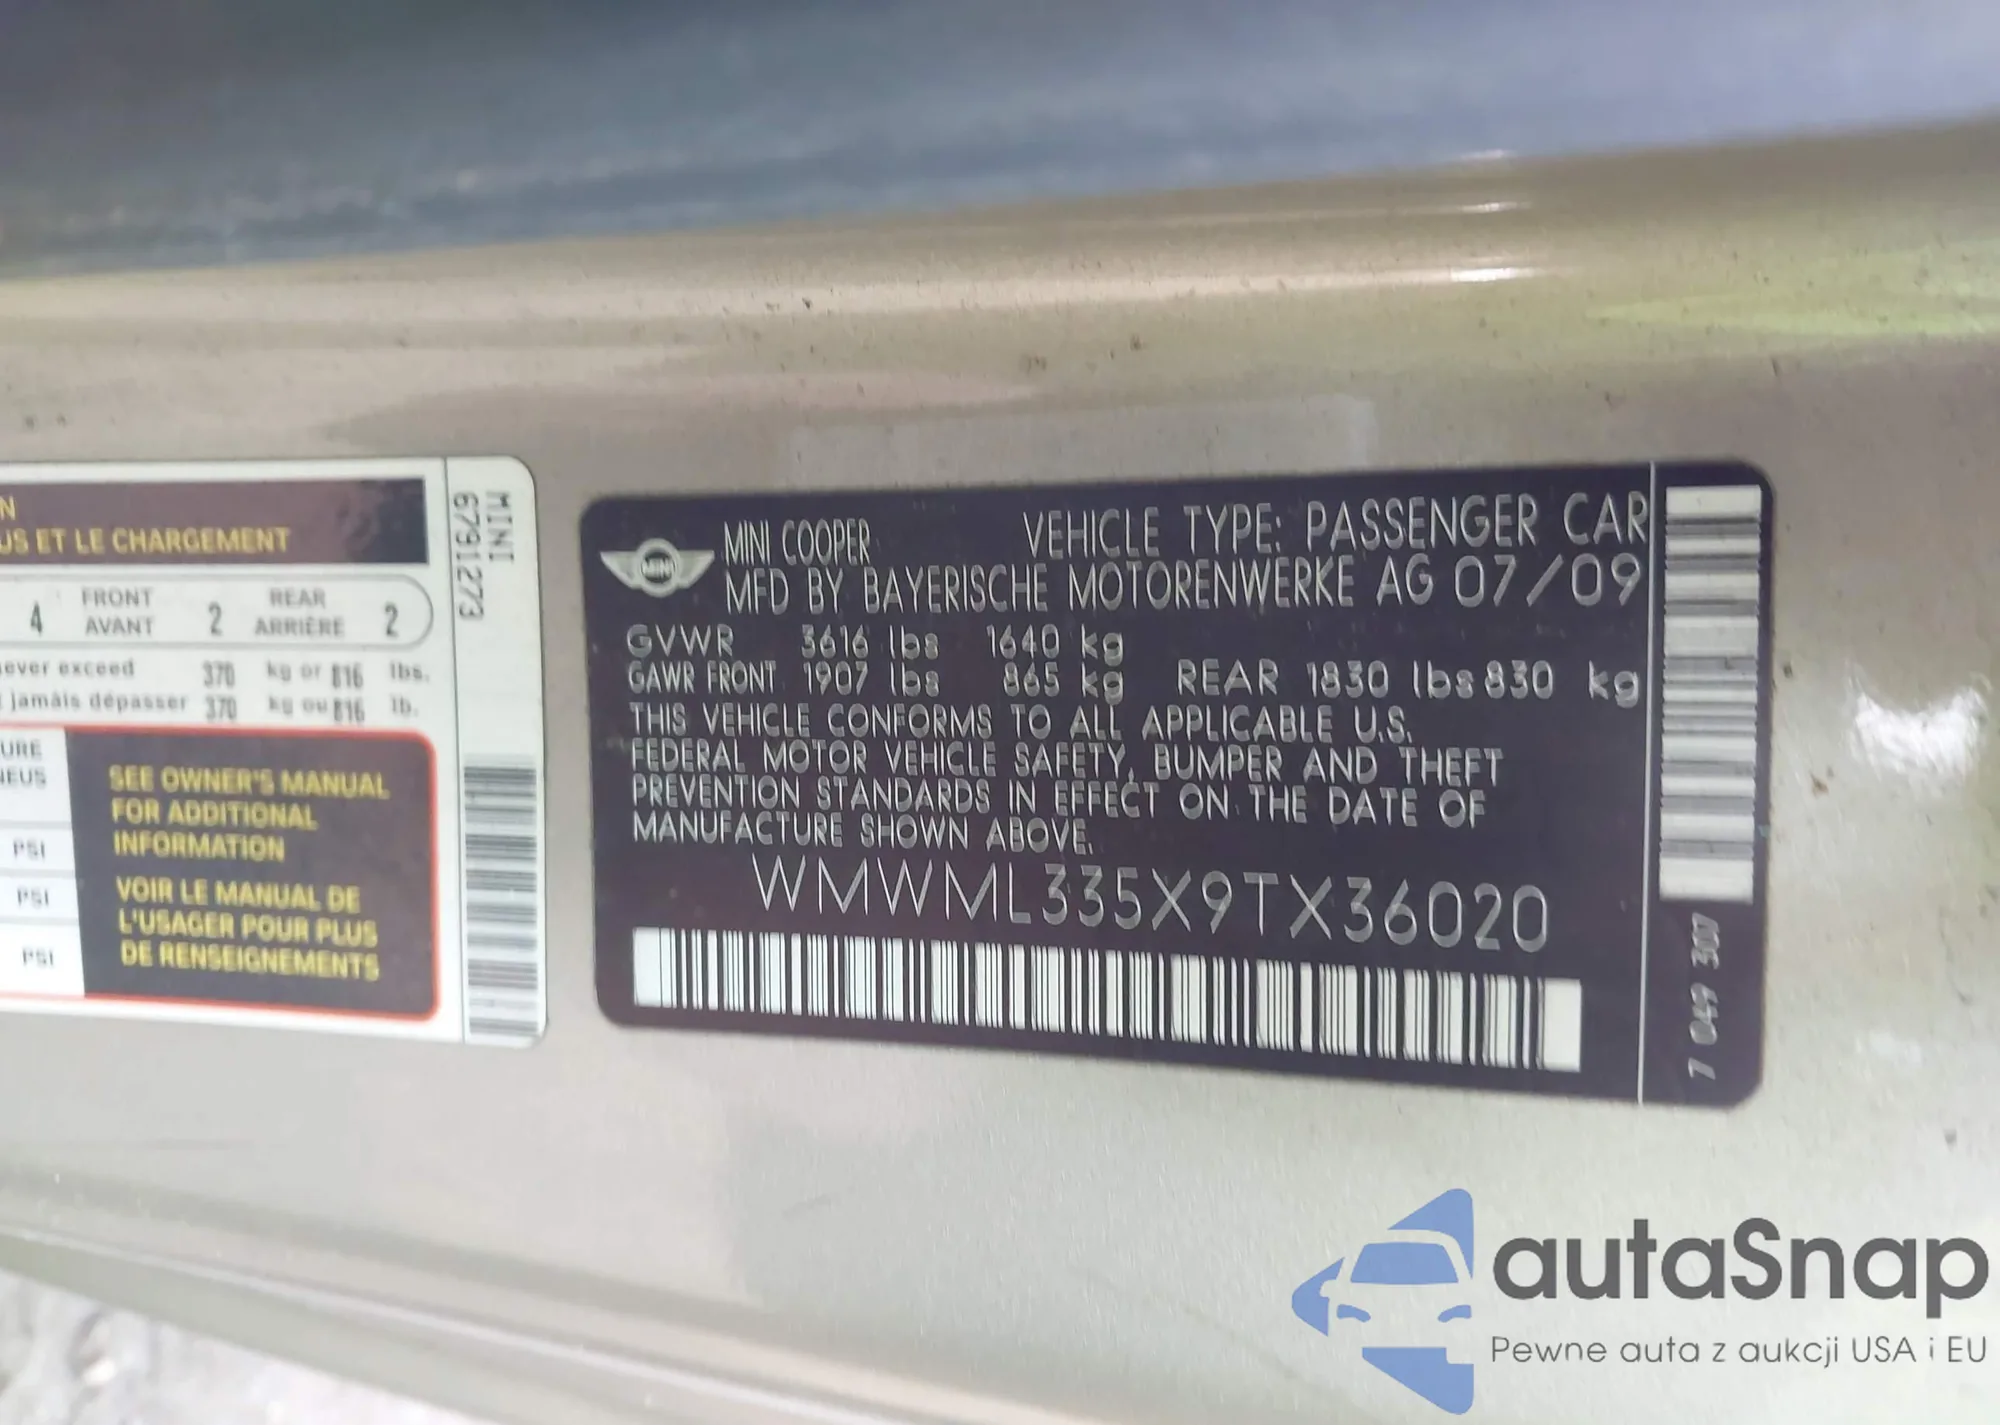 N
US ET LE CHARGEMENT
4 FRONT AVANT 2 REAR ARRIÈRE 2
never exceed 370 kg or 816 lbs.
jamais dépasser 370 kg ou 816 lb.
URE
NEUS
PSI
PSI
PSI
SEE OWNER'S MANUAL
FOR ADDITIONAL
INFORMATION
VOIR LE MANUAL DE
L'USAGER POUR PLUS
DE RENSEIGNEMENTS
MINI
6791273
MINI
MINI COOPER VEHICLE TYPE: PASSENGER CAR
MFD BY BAYERISCHE MOTORENWERKE AG 07/09
GVWR 3616 lbs 1640 kg
GAWR FRONT 1907 lbs 865 kg REAR 1830 lbs 830 kg
THIS VEHICLE CONFORMS TO ALL APPLICABLE U.S.
FEDERAL MOTOR VEHICLE SAFETY, BUMPER AND THEFT
PREVENTION STANDARDS IN EFFECT ON THE DATE OF
MANUFACTURE SHOWN ABOVE.
WMWML335X9TX36020
7 049 307
autaSnap
Pewne auta z aukcji USA i EU